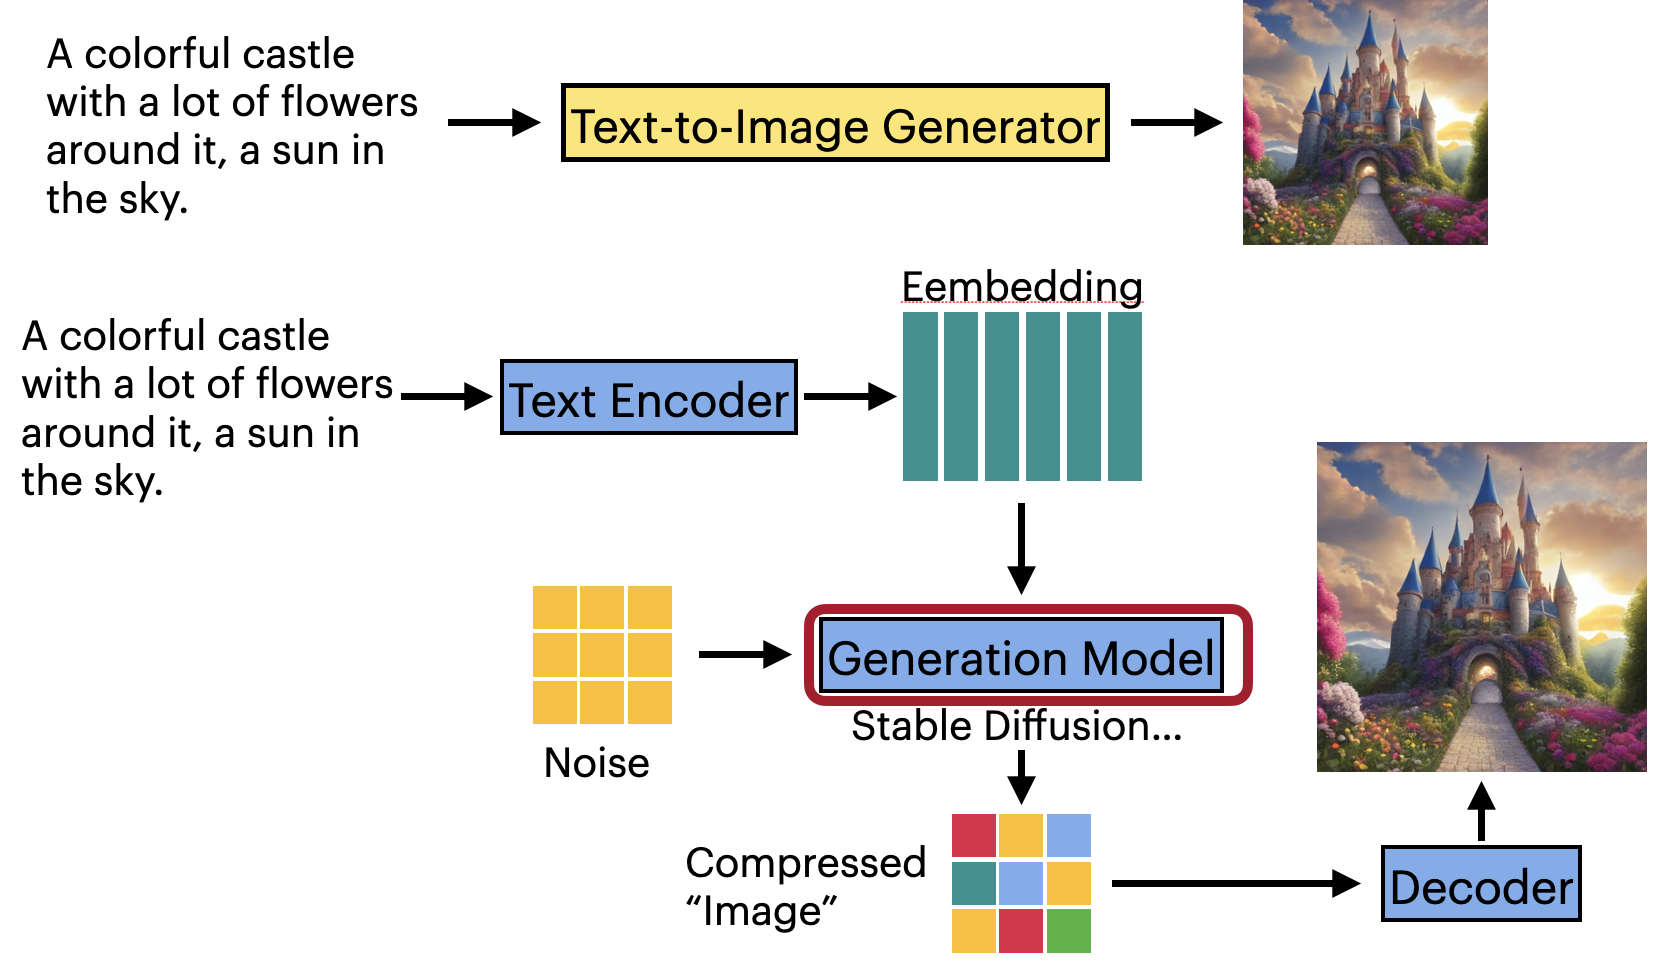 A colorful castle
with a lot of flowers
around it, a sun in
the sky.
Text-to-Image Generator
Eembedding
A colorful castle
with a lot of flowers
around it, a sun in
the sky.
Text Encoder
Generation Model
Stable Diffusion...
Noise
Compressed
“Image”
Decoder